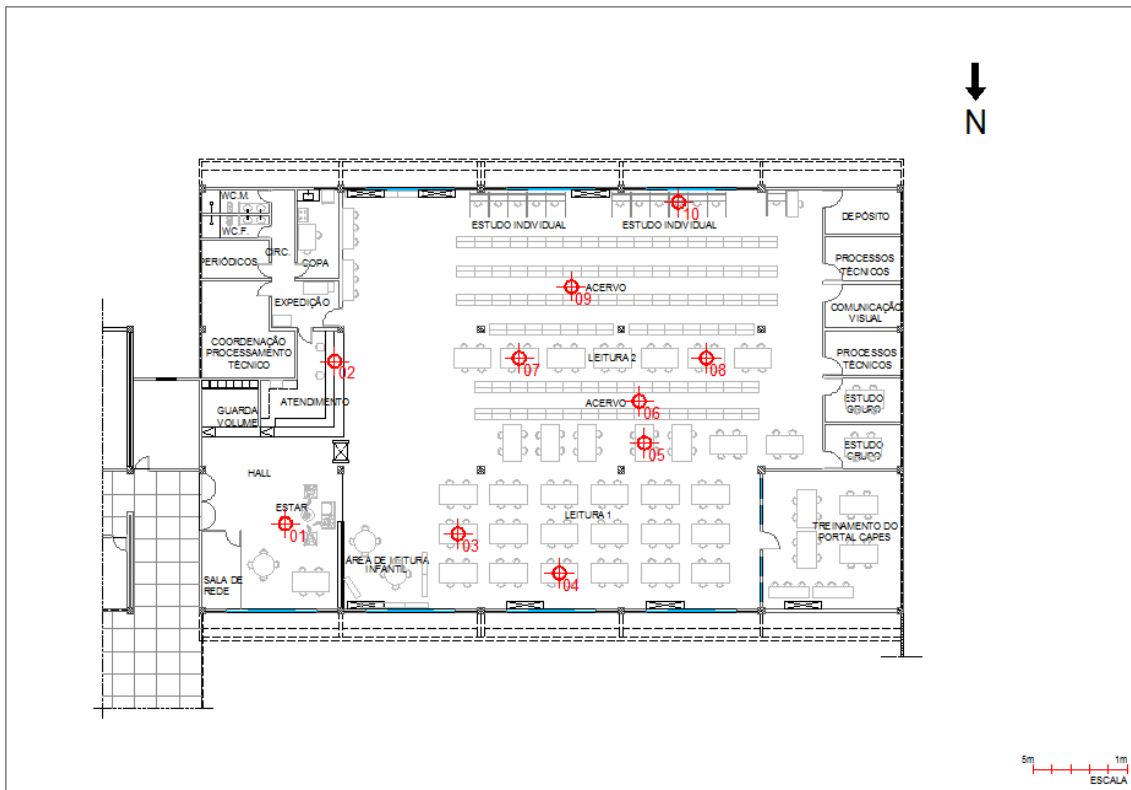 N
WC.M.
WC.F.
PERIÓDICOS
CIRC.
COPA
EXPEDIÇÃO
COORDENAÇÃO
PROCESSAMENTO
TÉCNICO
02
GUARDA
VOLUME
ATENDIMENTO
HALL
ESTAR
01
SALA DE
REDE
10
ESTUDO INDIVIDUAL
ESTUDO INDIVIDUAL
ACERVO
09
LEITURA 2
07
08
ACERVO
06
05
LEITURA 1
03
04
ÁREA DE LEITURA
INFANTIL
DEPÓSITO
PROCESSOS
TÉCNICOS
COMUNICAÇÃO
VISUAL
PROCESSOS
TÉCNICOS
ESTUDO
GRUPO
ESTUDO
GRUPO
TREINAMENTO DO
PORTAL CAPES
5m
1m
ESCALA